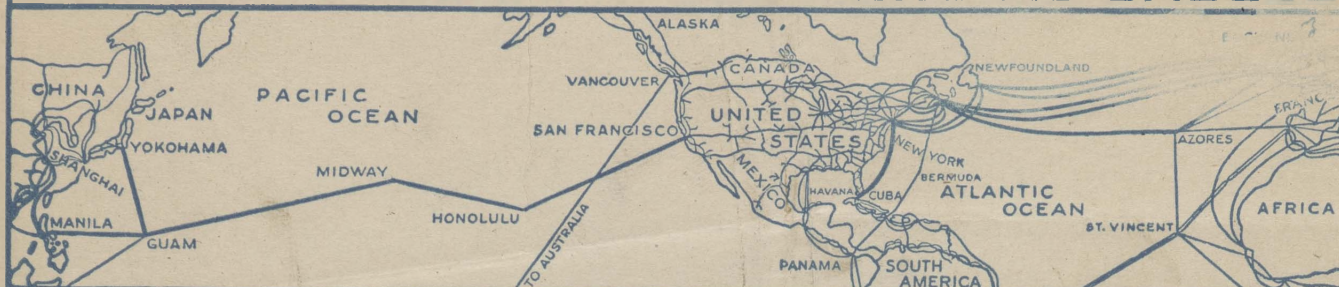 ALASKA
CANADA
NEWFOUNDLAND
VANCOUVER
CHINA
PACIFIC
OCEAN
JAPAN
UNITED
STATES
SAN FRANCISCO
AZORES
YOKOHAMA
SHANGHAI
NEW YORK
BERMUDA
MIDWAY
MEXICO
HAVANA
CUBA
ATLANTIC
OCEAN
AFRICA
HONOLULU
MANILA
GUAM
TO AUSTRALIA
ST. VINCENT
PANAMA
SOUTH
AMERICA